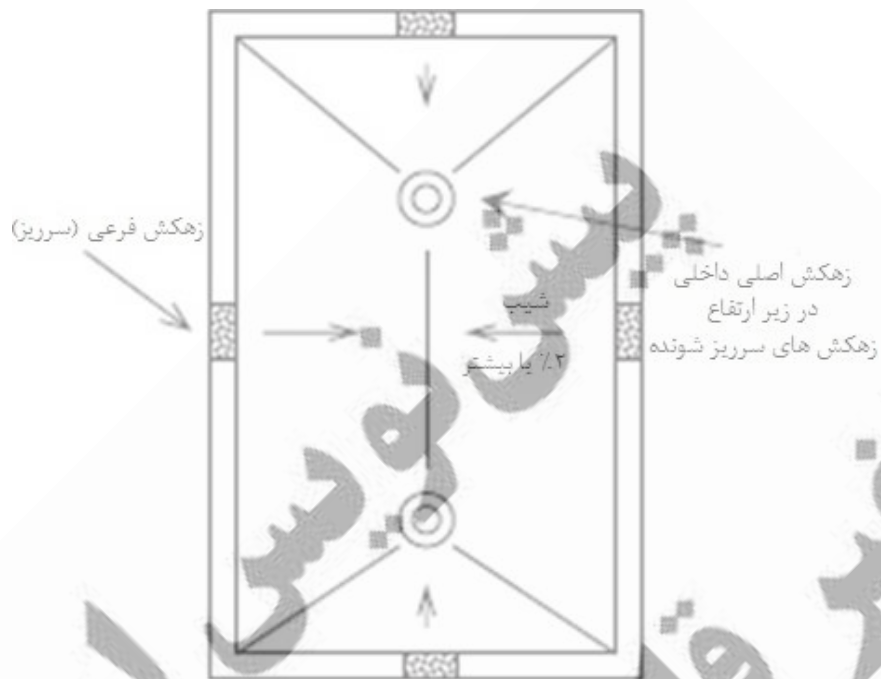 زهکش فرعی (سرریز)
زهکش اصلی داخلی
در زیر ارتفاع
زهکش های سرریز شونده
شیب
۲٪ یا بیشتر